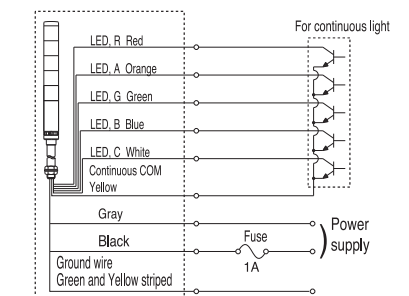 For continuous light
LED, R Red
LED, A Orange
LED, G Green
LED, B Blue
LED, C White
Continuous COM
Yellow
Gray
Power
supply
Black
Fuse
1A
Ground wire
Green and Yellow striped